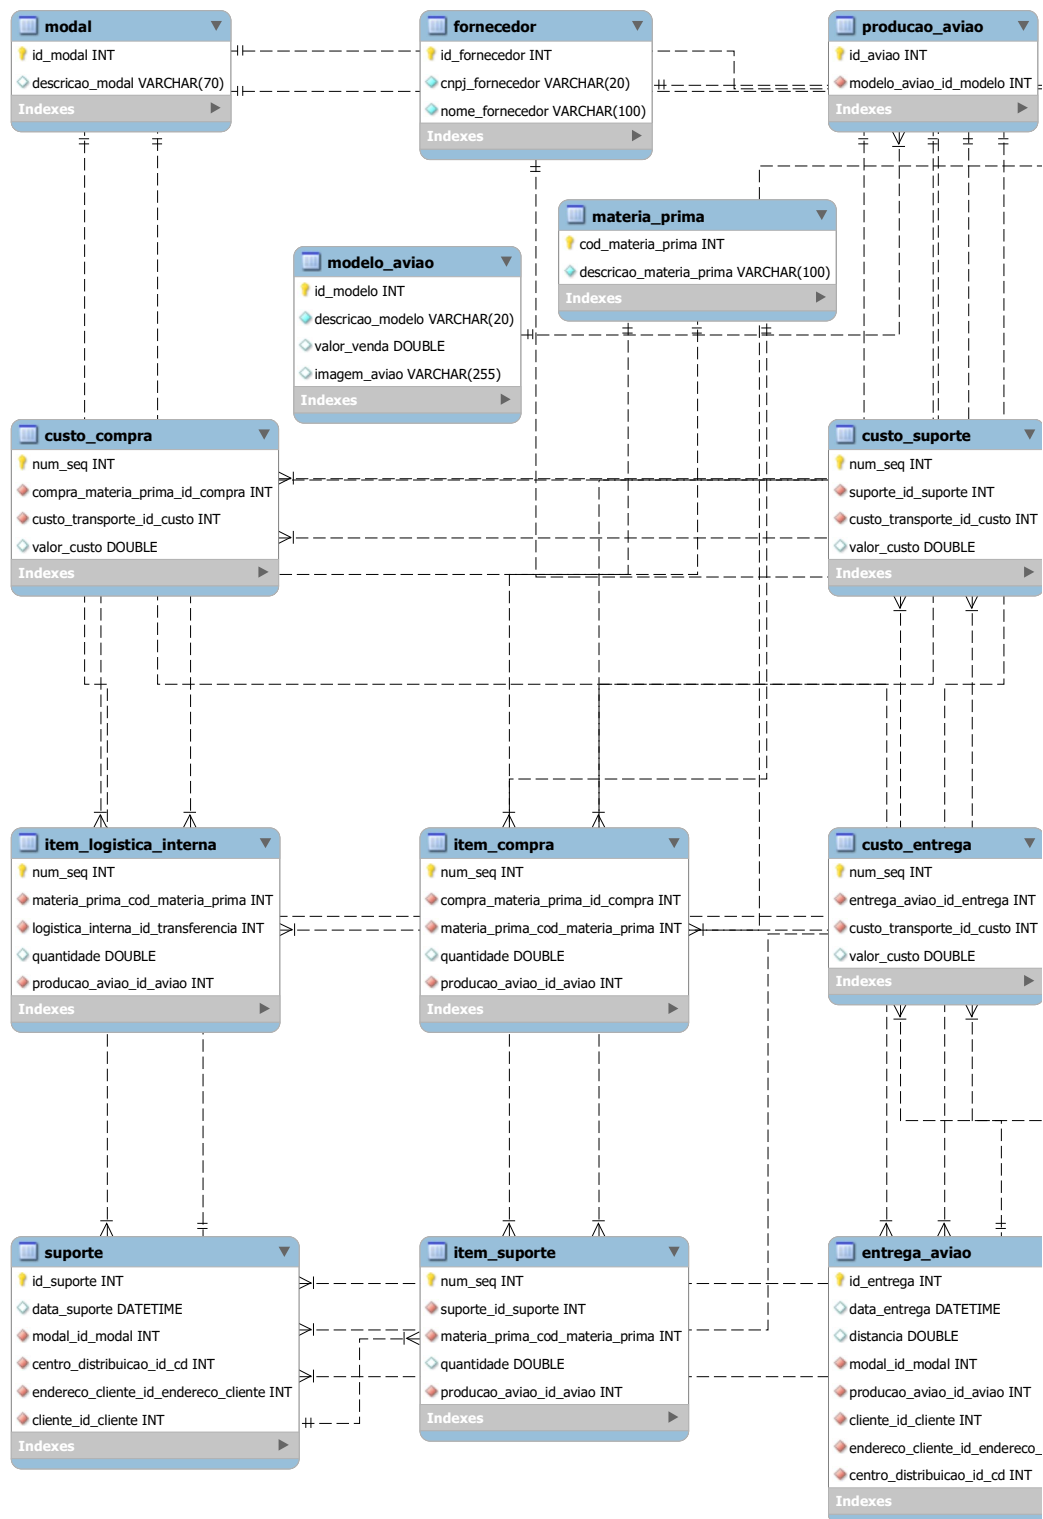 modal
id_modal INT
descricao_modal VARCHAR(70)
Indexes
fornecedor
id_fornecedor INT
cnpj_fornecedor VARCHAR(20)
nome_fornecedor VARCHAR(100)
Indexes
producao_aviao
id_aviao INT
modelo_aviao_id_modelo INT
Indexes
materia_prima
cod_materia_prima INT
descricao_materia_prima VARCHAR(100)
Indexes
modelo_aviao
id_modelo INT
descricao_modelo VARCHAR(20)
valor_venda DOUBLE
imagem_aviao VARCHAR(255)
Indexes
custo_compra
num_seq INT
compra_materia_prima_id_compra INT
custo_transporte_id_custo INT
valor_custo DOUBLE
Indexes
custo_suporte
num_seq INT
suporte_id_suporte INT
custo_transporte_id_custo INT
valor_custo DOUBLE
Indexes
item_logistica_interna
num_seq INT
materia_prima_cod_materia_prima INT
logistica_interna_id_transferencia INT
quantidade DOUBLE
producao_aviao_id_aviao INT
Indexes
item_compra
num_seq INT
compra_materia_prima_id_compra INT
materia_prima_cod_materia_prima INT
quantidade DOUBLE
producao_aviao_id_aviao INT
Indexes
custo_entrega
num_seq INT
entrega_aviao_id_entrega INT
custo_transporte_id_custo INT
valor_custo DOUBLE
Indexes
suporte
id_suporte INT
data_suporte DATETIME
modal_id_modal INT
centro_distribuicao_id_cd INT
endereco_cliente_id_endereco_cliente INT
cliente_id_cliente INT
Indexes
item_suporte
num_seq INT
suporte_id_suporte INT
materia_prima_cod_materia_prima INT
quantidade DOUBLE
producao_aviao_id_aviao INT
Indexes
entrega_aviao
id_entrega INT
data_entrega DATETIME
distancia DOUBLE
modal_id_modal INT
producao_aviao_id_aviao INT
cliente_id_cliente INT
endereco_cliente_id_endereco_
centro_distribuicao_id_cd INT
Indexes